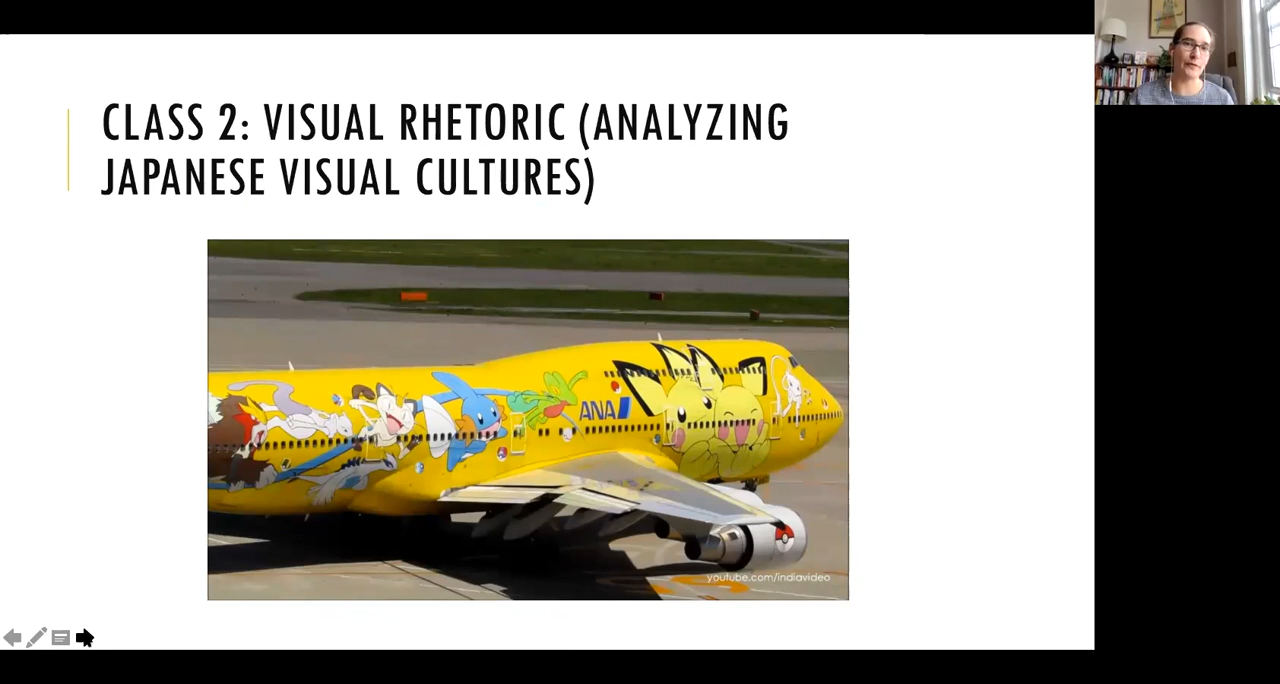 CLASS 2: VISUAL RHETORIC (ANALYZING
JAPANESE VISUAL CULTURES)
ANA
youtube.com/indiavideo